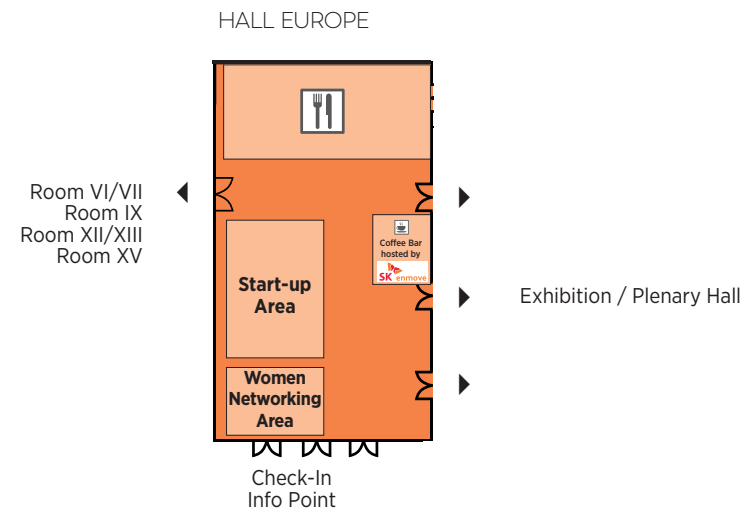 HALL EUROPE
Room VI/VII
Room IX
Room XII/XIII
Room XV
Coffee Bar
hosted by
SK enmove
Start-up
Area
Exhibition / Plenary Hall
Women
Networking
Area
Check-In
Info Point